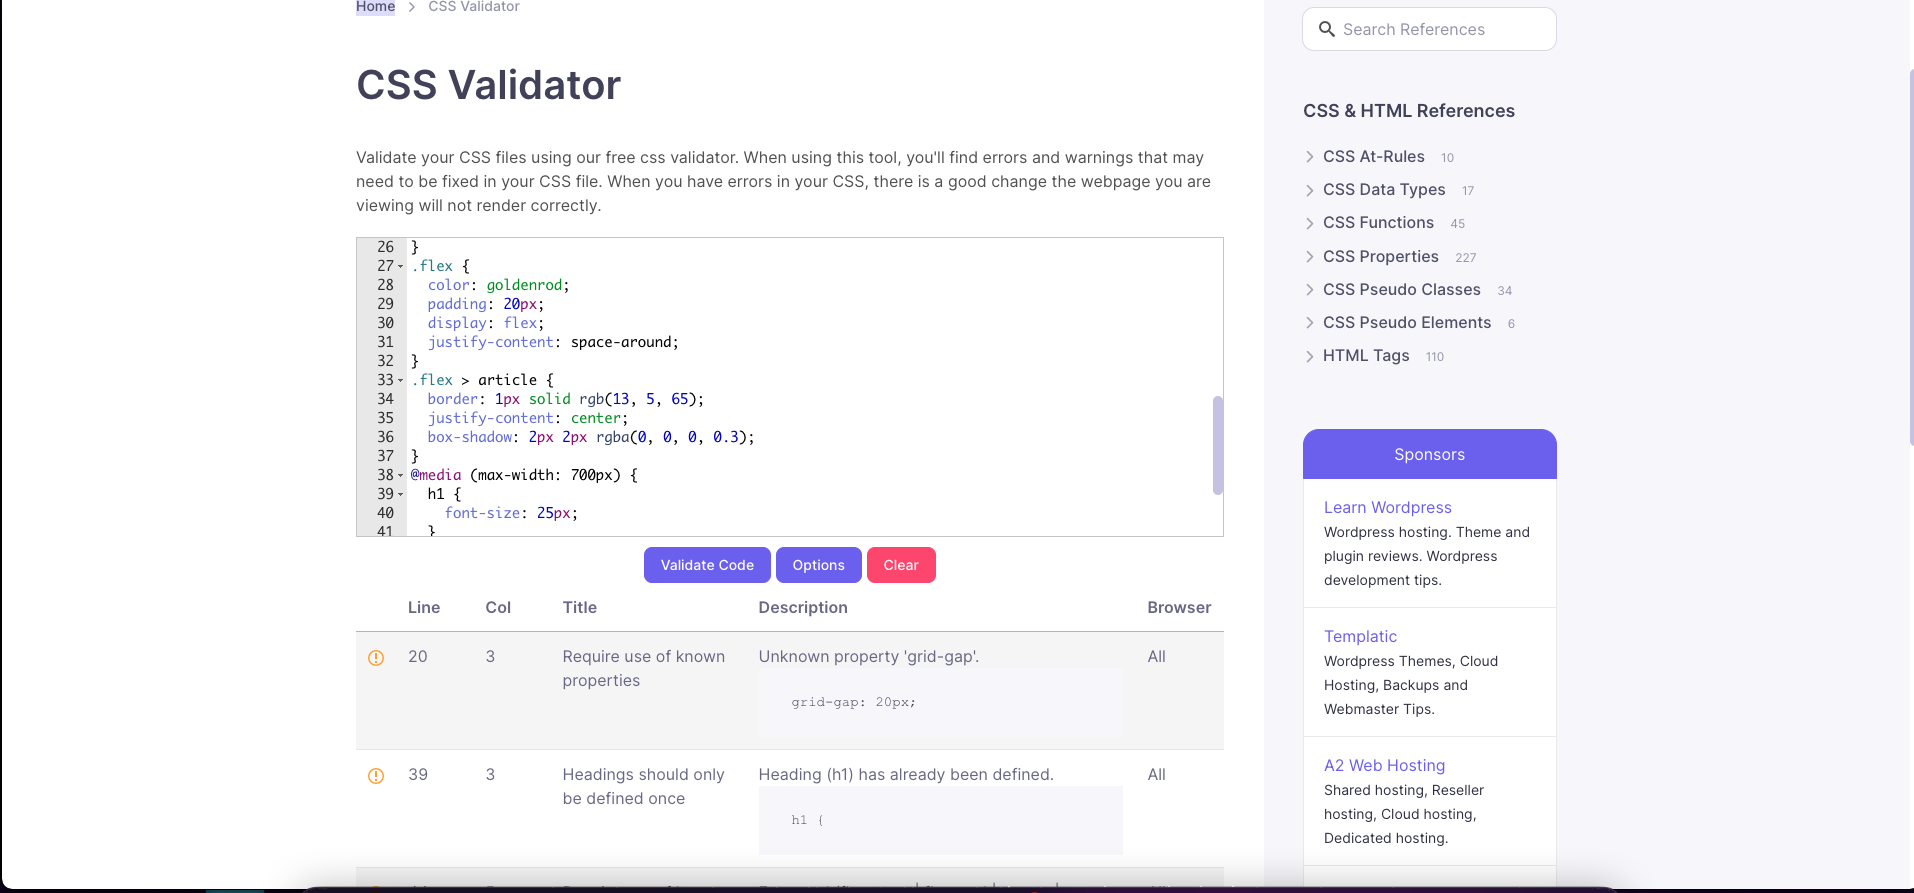 Home > CSS Validator
CSS Validator
Validate your CSS files using our free css validator. When using this tool, you'll find errors and warnings that may
need to be fixed in your CSS file. When you have errors in your CSS, there is a good change the webpage you are
viewing will not render correctly.
26 }
27 .flex {
28 color: goldenrod;
29 padding: 20px;
30 display: flex;
31 justify-content: space-around;
32 }
33 .flex > article {
34 border: 1px solid rgb(13, 5, 65);
35 justify-content: center;
36 box-shadow: 2px 2px rgba(0, 0, 0, 0.3);
37 }
38 @media (max-width: 700px) {
39 h1 {
40 font-size: 25px;
41 }
Validate Code Options Clear
Line Col Title Description Browser
20 3 Require use of known Unknown property 'grid-gap'. All
properties
grid-gap: 20px;
39 3 Headings should only Heading (h1) has already been defined. All
be defined once
h1 {
Search References
CSS & HTML References
CSS At-Rules 10
CSS Data Types 17
CSS Functions 45
CSS Properties 227
CSS Pseudo Classes 34
CSS Pseudo Elements 6
HTML Tags 110
Sponsors
Learn Wordpress
Wordpress hosting. Theme and
plugin reviews. Wordpress
development tips.
Templatic
Wordpress Themes, Cloud
Hosting, Backups and
Webmaster Tips.
A2 Web Hosting
Shared hosting, Reseller
hosting, Cloud hosting,
Dedicated hosting.